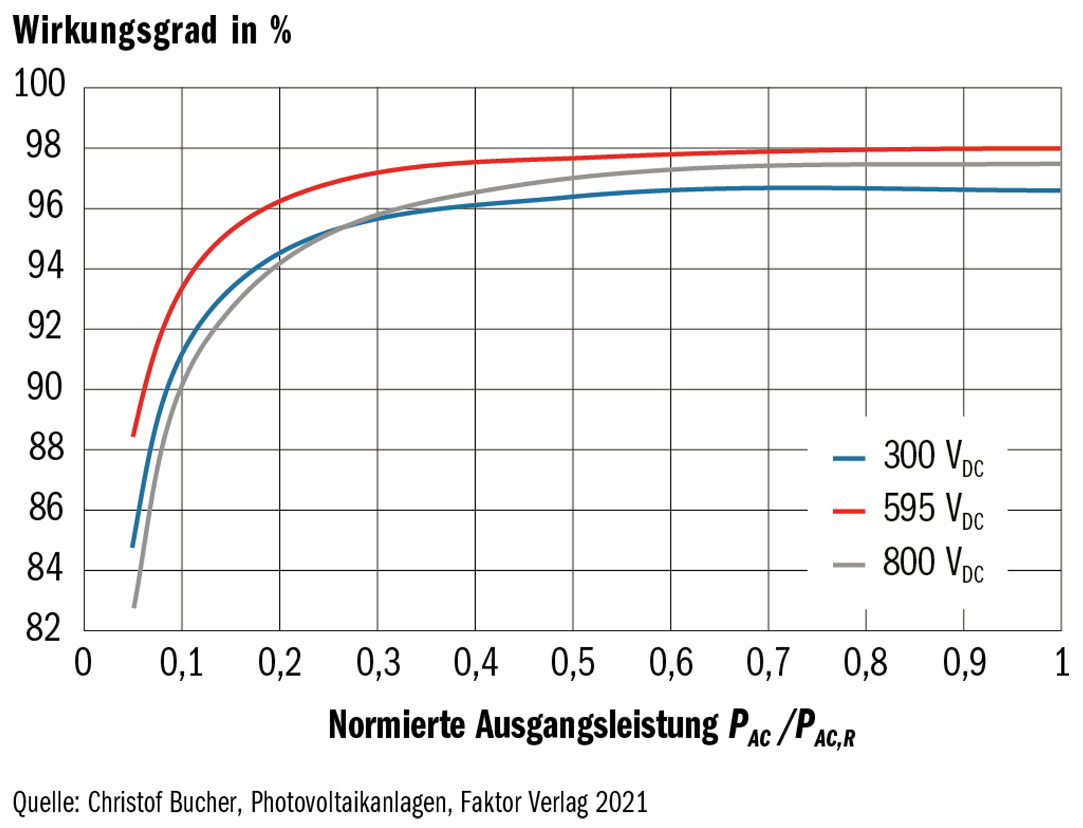 Wirkungsgrad in %
100
98
96
94
92
90
88
86
84
82
300 V_DC
595 V_DC
800 V_DC
0 0,1 0,2 0,3 0,4 0,5 0,6 0,7 0,8 0,9 1
Normierte Ausgangsleistung P_AC /P_AC,R
Quelle: Christof Bucher, Photovoltaikanlagen, Faktor Verlag 2021